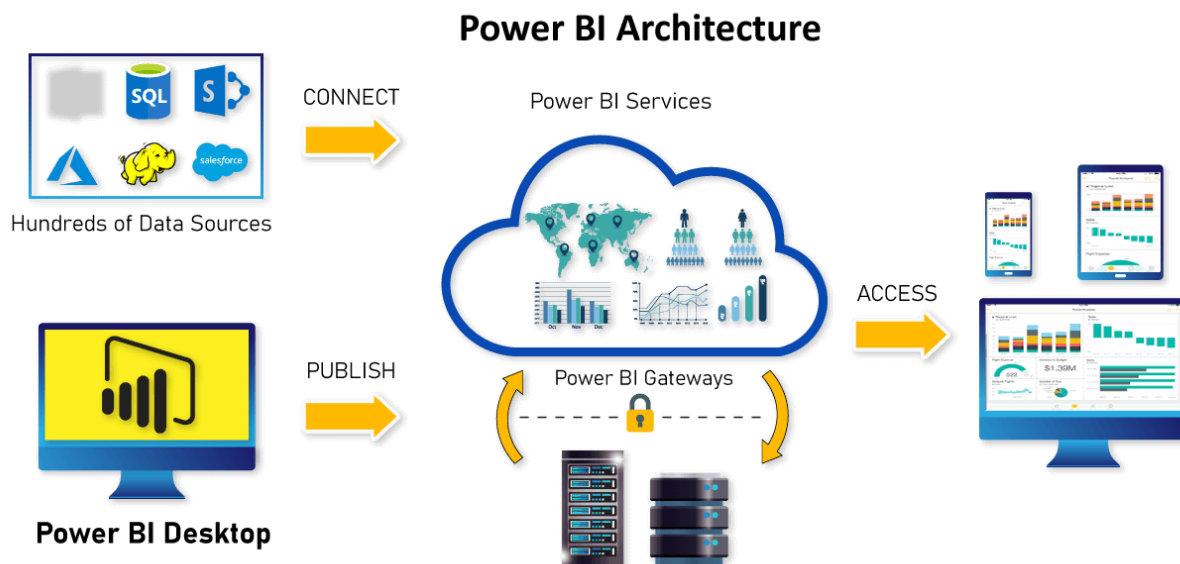 Power BI Architecture
SQL
S
salesforce
Hundreds of Data Sources
CONNECT
Power BI Services
Oct Nov Dec
Power BI Desktop
PUBLISH
Power BI Gateways
ACCESS
522
$1.39M